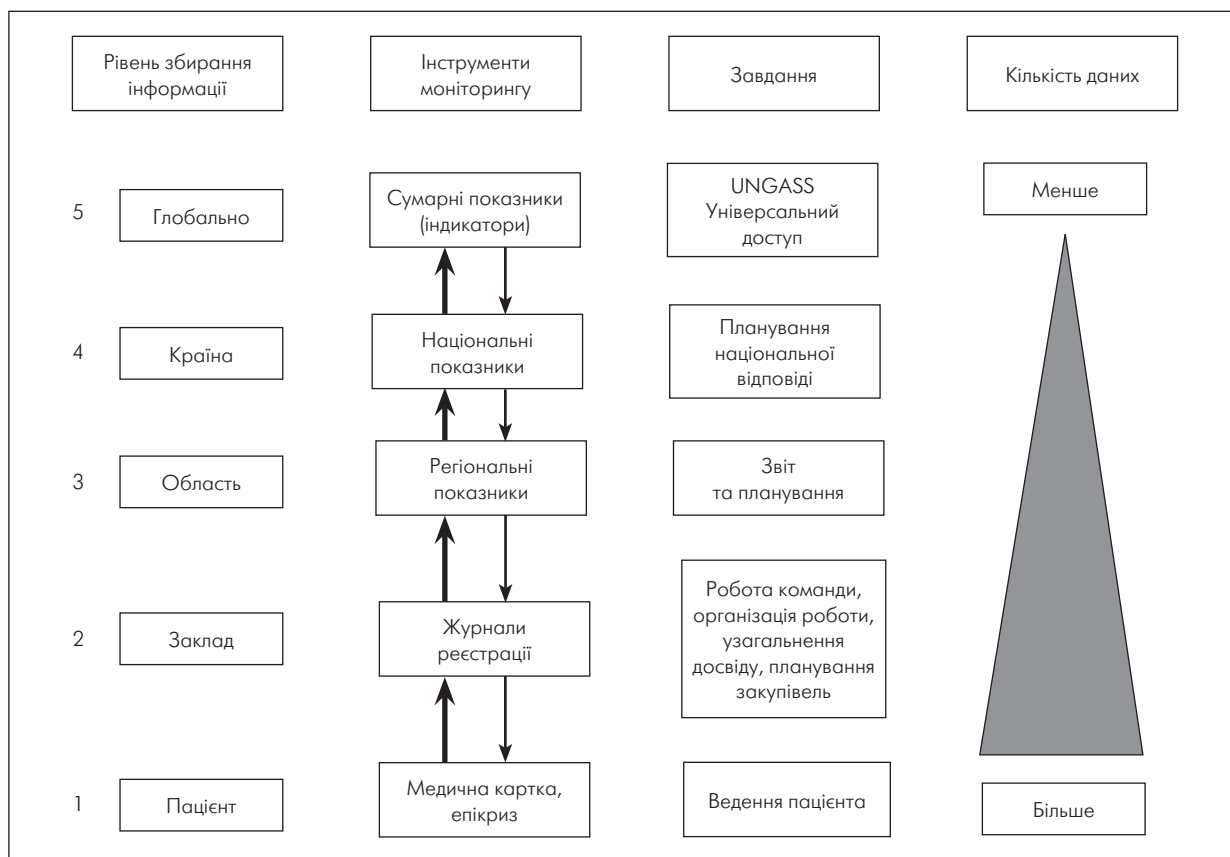 Рівень збирання
інформації
Інструменти
моніторингу
Завдання
Кількість даних
5
Глобально
Сумарні показники
(індикатори)
UNGASS
Універсальний
доступ
Менше
4
Країна
Національні
показники
Планування
національної
відповіді
3
Область
Регіональні
показники
Звіт
та планування
2
Заклад
Журнали
реєстрації
Робота команди,
організація роботи,
узагальнення
досвіду, планування
закупівель
1
Пацієнт
Медична картка,
епікриз
Ведення пацієнта
Більше